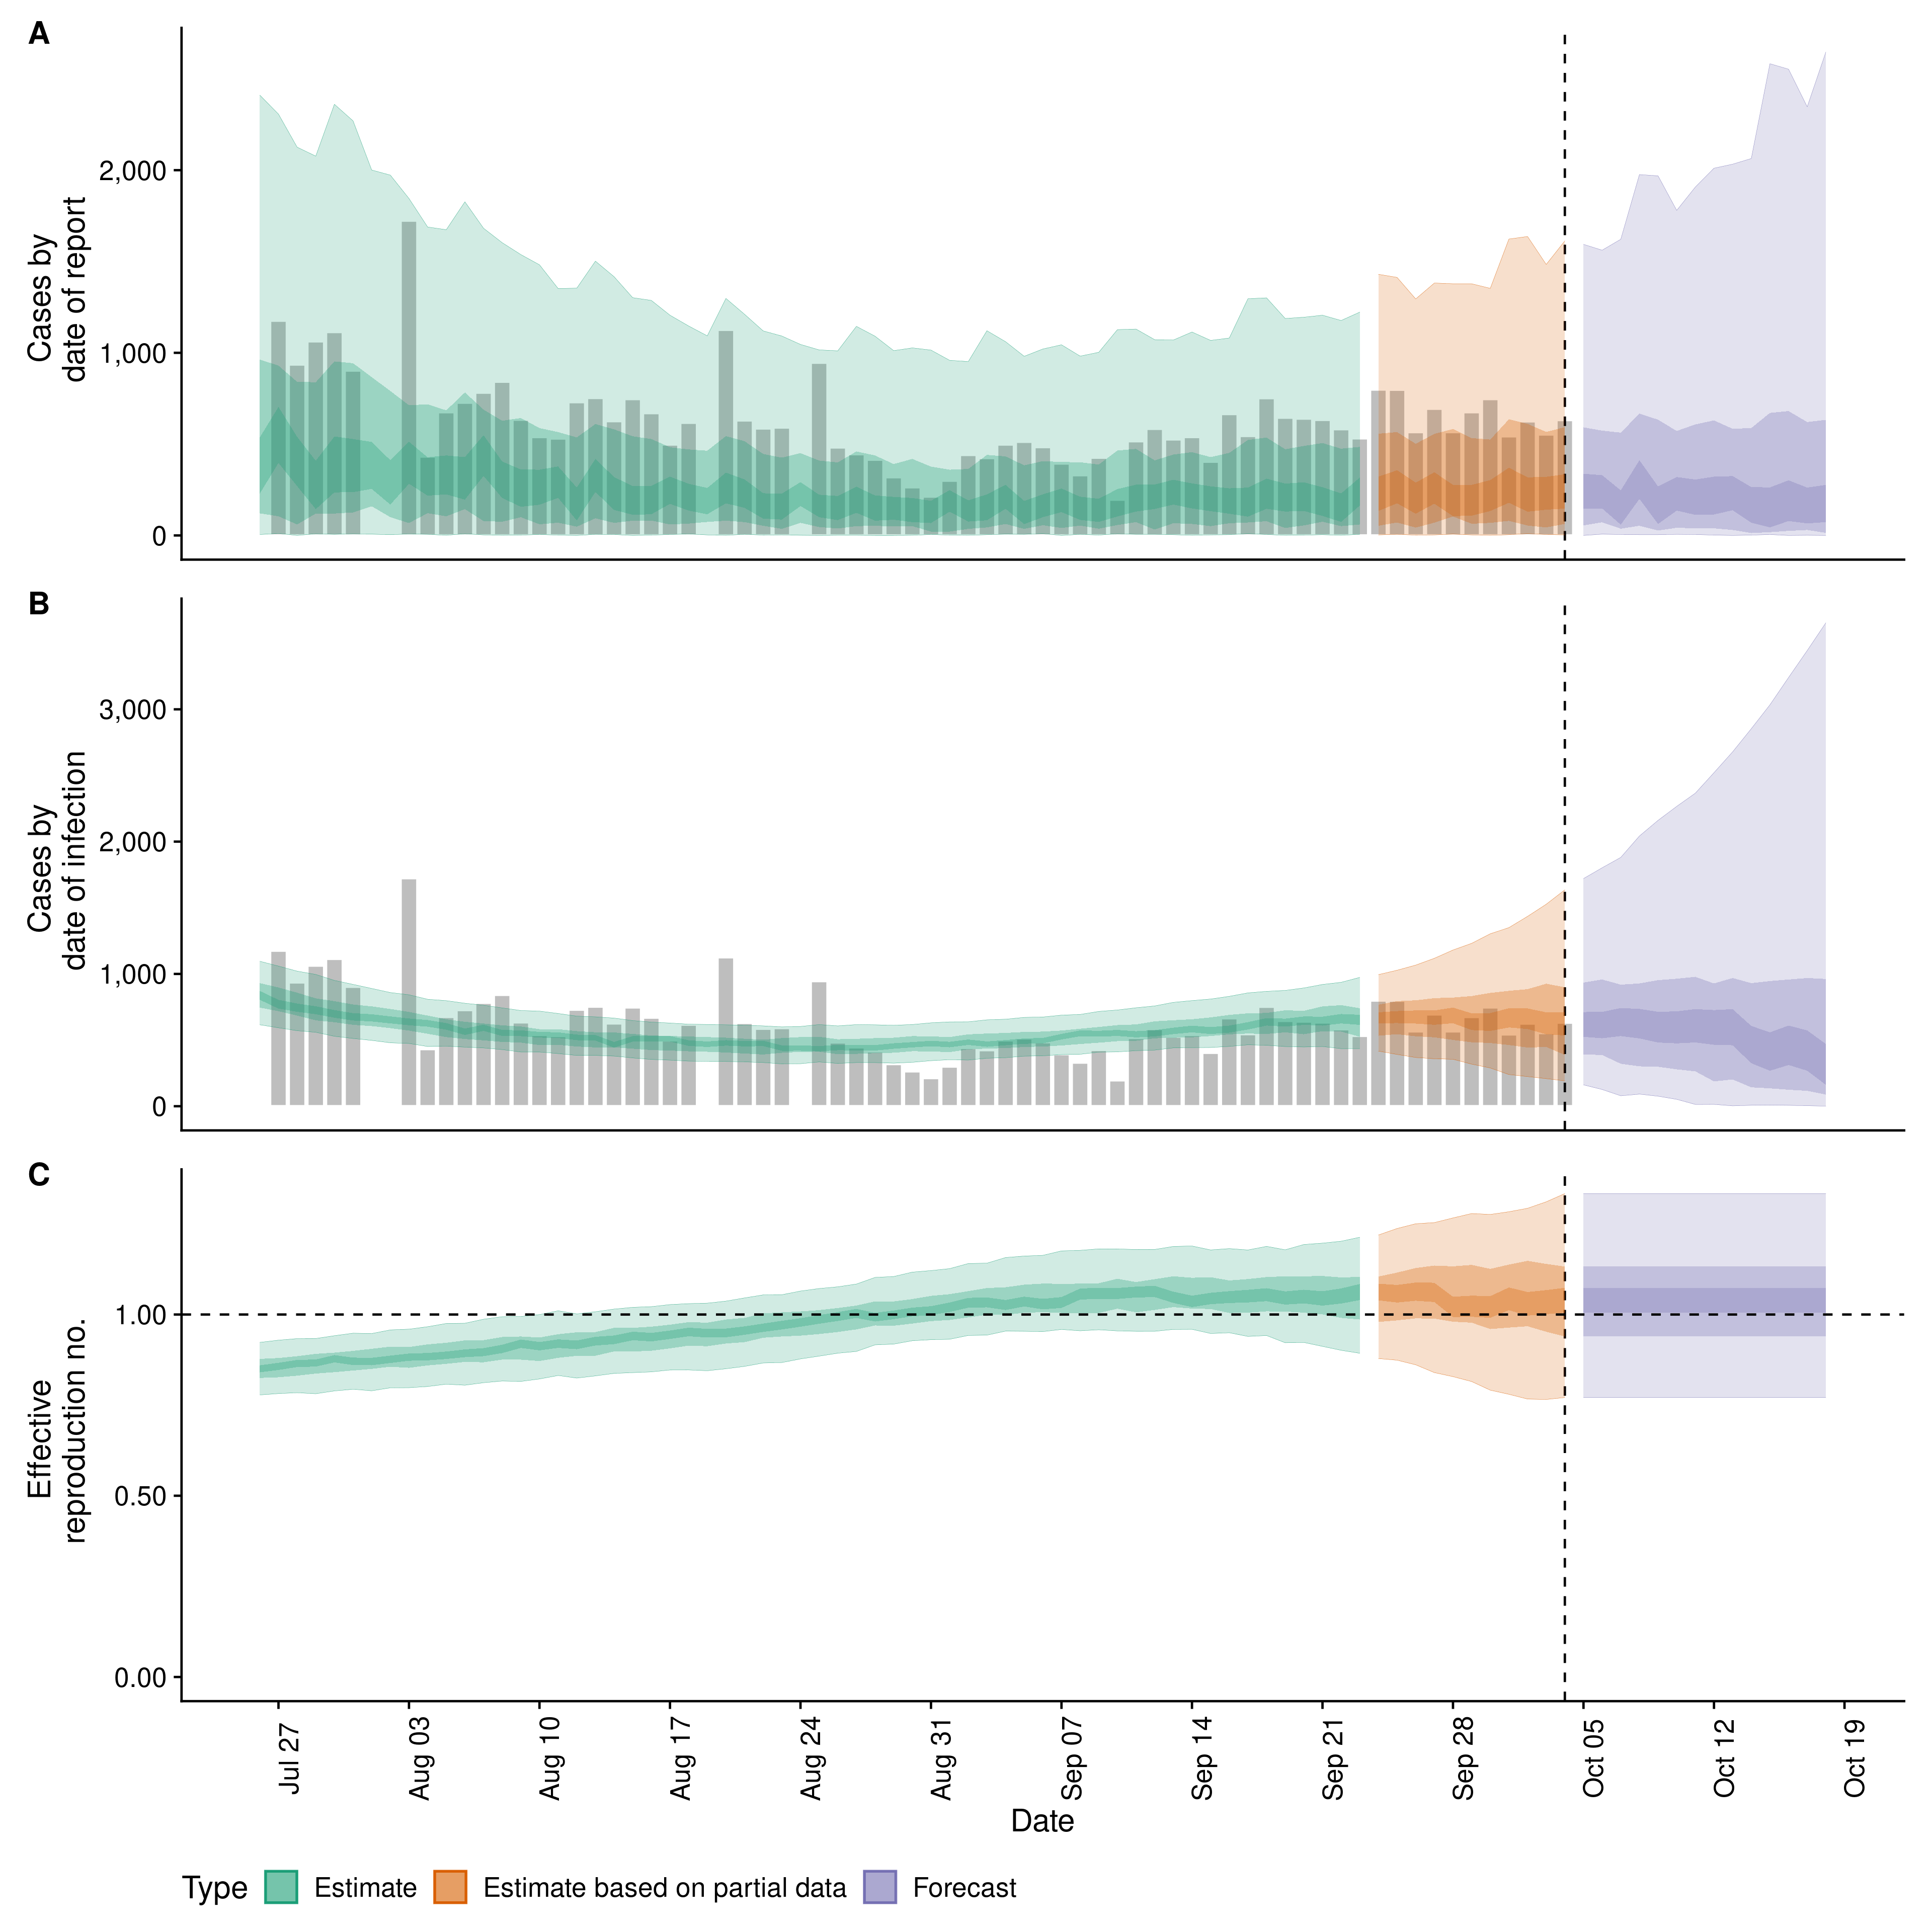 A
Cases by
date of report
2,000
1,000
0
B
Cases by
date of infection
3,000
2,000
1,000
0
C
Effective
reproduction no.
1.00
0.50
0.00
Jul 27
Aug 03
Aug 10
Aug 17
Aug 24
Aug 31
Sep 07
Sep 14
Sep 21
Sep 28
Oct 05
Oct 12
Oct 19
Date
Type Estimate Estimate based on partial data Forecast